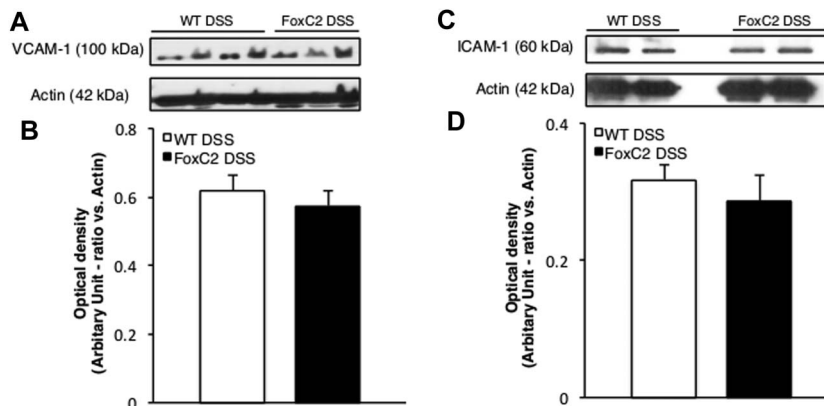 A
WT DSS
FoxC2 DSS
VCAM-1 (100 kDa)
Actin (42 kDa)
B
0.8
0.6
0.4
0.2
0
Optical density
(Arbitary Unit - ratio vs. Actin)
WT DSS
FoxC2 DSS
C
WT DSS
FoxC2 DSS
ICAM-1 (60 kDa)
Actin (42 kDa)
D
0.4
0.2
0
Optical density
(Arbitary Unit - ratio vs. Actin)
WT DSS
FoxC2 DSS